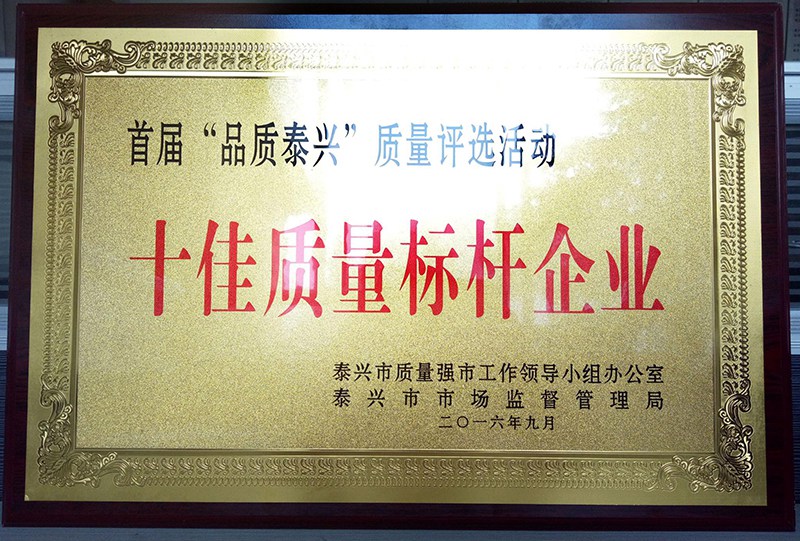 首届“品质泰兴”质量评选活动
十佳质量标杆企业
泰兴市质量强市工作领导小组办公室
泰兴市市场监督管理局
二〇一六年九月